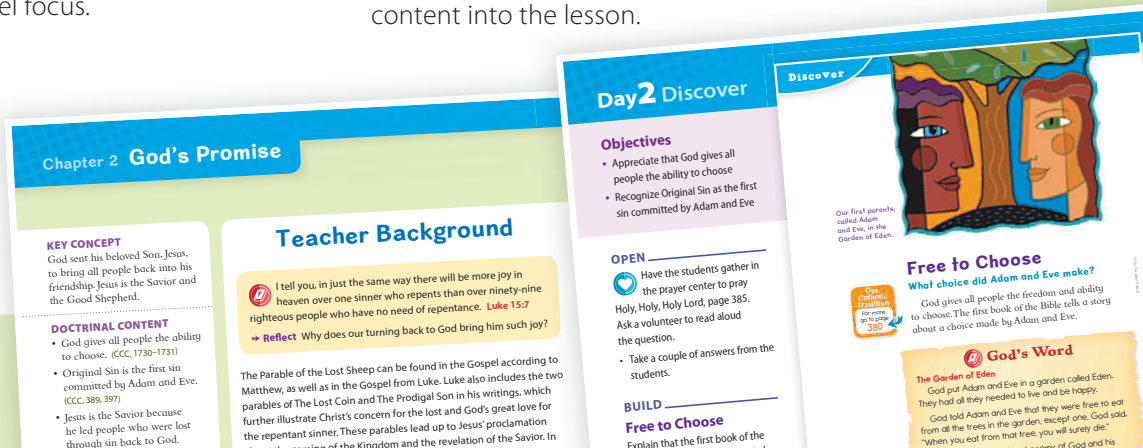 el focus.
content into the lesson.
Chapter 2 God's Promise
KEY CONCEPT
God sent his beloved Son, Jesus,
to bring all people back into his
friendship. Jesus is the Savior and
the Good Shepherd.
DOCTRINAL CONTENT
• God gives all people the ability
to choose. (CCC, 1730–1731)
• Original Sin is the first sin
committed by Adam and Eve.
(CCC, 389, 397)
• Jesus is the Savior because
he led people who were lost
through sin back to God.
Teacher Background
I tell you, in just the same way there will be more joy in
heaven over one sinner who repents than over ninety-nine
righteous people who have no need of repentance. Luke 15:7
→ Reflect Why does our turning back to God bring him such joy?
The Parable of the Lost Sheep can be found in the Gospel according to
Matthew, as well as in the Gospel from Luke. Luke also includes the two
parables of The Lost Coin and The Prodigal Son in his writings, which
further illustrate Christ's concern for the lost and God's great love for
the repentant sinner. These parables lead up to Jesus' proclamation
of the Kingdom and the revelation of the Savior. In
Day 2 Discover
Objectives
• Appreciate that God gives all
people the ability to choose
• Recognize Original Sin as the first
sin committed by Adam and Eve
OPEN
Have the students gather in
the prayer center to pray
Holy, Holy, Holy Lord, page 385.
Ask a volunteer to read aloud
the question.
• Take a couple of answers from the
students.
BUILD
Free to Choose
Explain that the first book of the
Discover
Our first parents,
called Adam
and Eve, in the
Garden of Eden.
Free to Choose
What choice did Adam and Eve make?
God gives all people the freedom and ability
to choose. The first book of the Bible tells a story
about a choice made by Adam and Eve.
Our
Catholic
Tradition
For more,
go to page
380
God's Word
The Garden of Eden
God put Adam and Eve in a garden called Eden.
They had all they needed to live and be happy.
God told Adam and Eve that they were free to eat
from all the trees in the garden, except one. God said,
"When you eat from that tree, you will surely die."
enemy of God and his